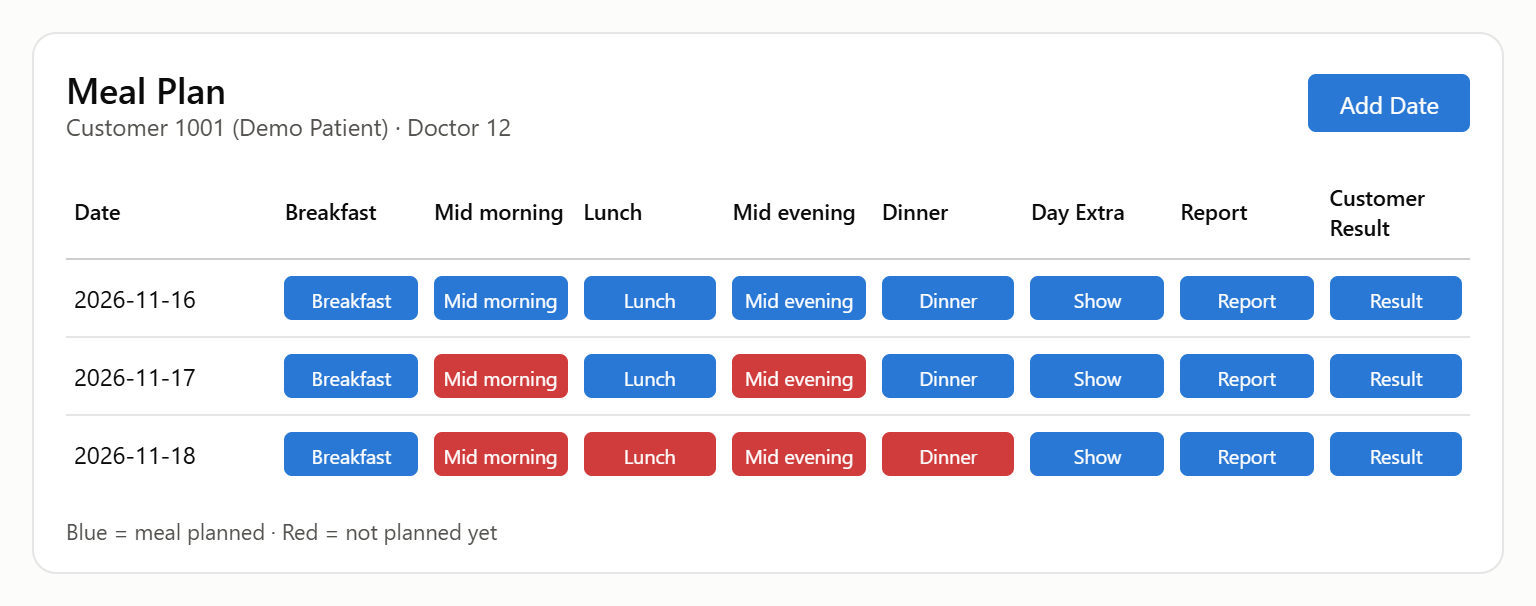 Meal Plan
Add Date
Customer 1001 (Demo Patient) · Doctor 12
Date Breakfast Mid morning Lunch Mid evening Dinner Day Extra Report Customer Result
2026-11-16 Breakfast Mid morning Lunch Mid evening Dinner Show Report Result
2026-11-17 Breakfast Mid morning Lunch Mid evening Dinner Show Report Result
2026-11-18 Breakfast Mid morning Lunch Mid evening Dinner Show Report Result
Blue = meal planned · Red = not planned yet